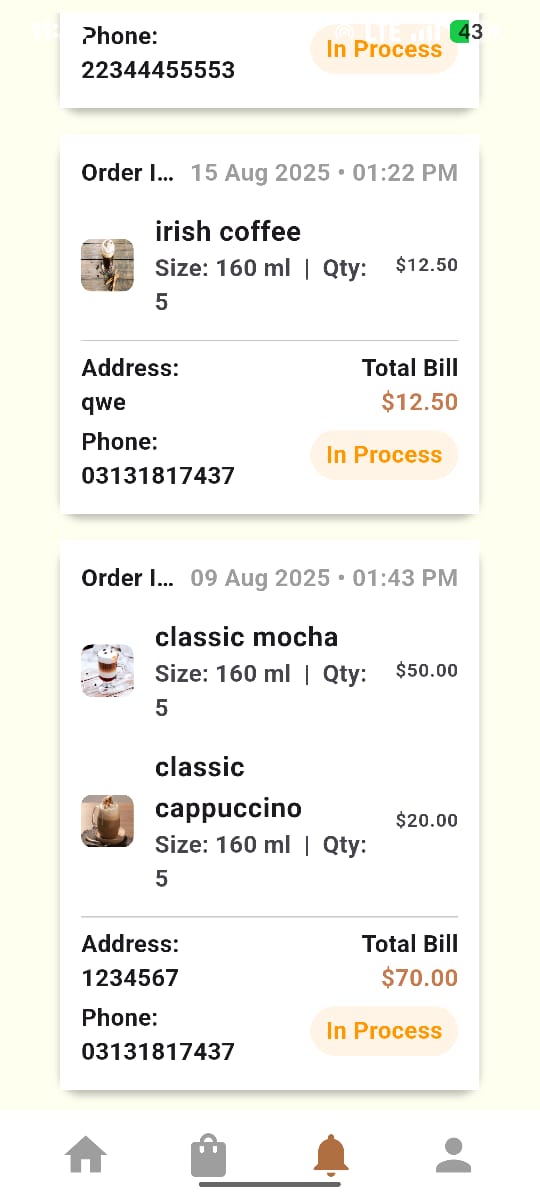 LTE 43
Phone:
22344455553
In Process
Order I... 15 Aug 2025 • 01:22 PM
irish coffee
Size: 160 ml | Qty:
5
$12.50
Address:
qwe
Total Bill
$12.50
Phone:
03131817437
In Process
Order I... 09 Aug 2025 • 01:43 PM
classic mocha
Size: 160 ml | Qty:
5
$50.00
classic
cappuccino
Size: 160 ml | Qty:
5
$20.00
Address:
1234567
Total Bill
$70.00
Phone:
03131817437
In Process